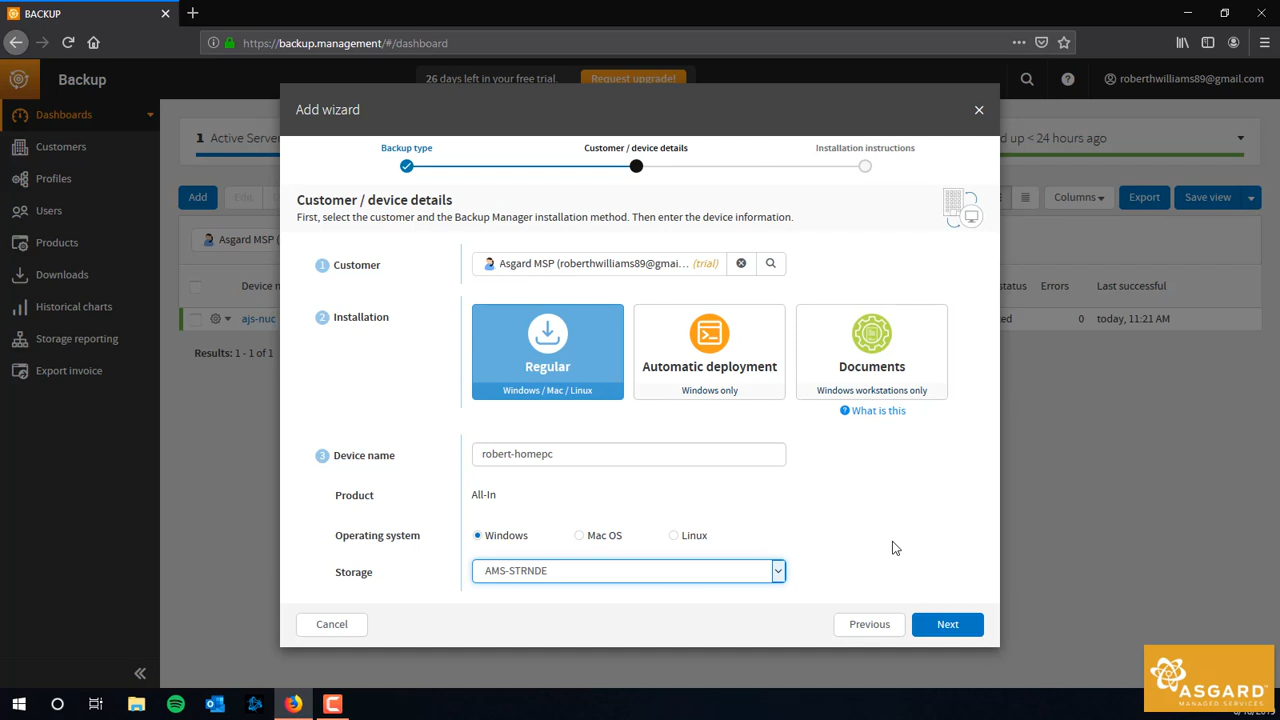 BACKUP
https://backup.management/#/dashboard
Backup
26 days left in your free trial.
Request upgrade!
roberthwilliams89@gmail.com
Dashboards
Customers
Profiles
Users
Products
Downloads
Historical charts
Storage reporting
Export invoice
1 Active Server
d up < 24 hours ago
Add
Edit
Columns
Export
Save view
Asgard MSP (
Device n
status
Errors
Last successful
ajs-nuc
ted
0
today, 11:21 AM
Results: 1 - 1 of 1
Add wizard
Backup type
Customer / device details
Installation instructions
Customer / device details
First, select the customer and the Backup Manager installation method. Then enter the device information.
1 Customer
Asgard MSP (roberthwilliams89@gmai... (trial)
2 Installation
Regular
Windows / Mac / Linux
Automatic deployment
Windows only
Documents
Windows workstations only
What is this
3 Device name
robert-homepc
Product
All-In
Operating system
Windows
Mac OS
Linux
Storage
AMS-STRNDE
Cancel
Previous
Next
ASGARD
MANAGED SERVICES